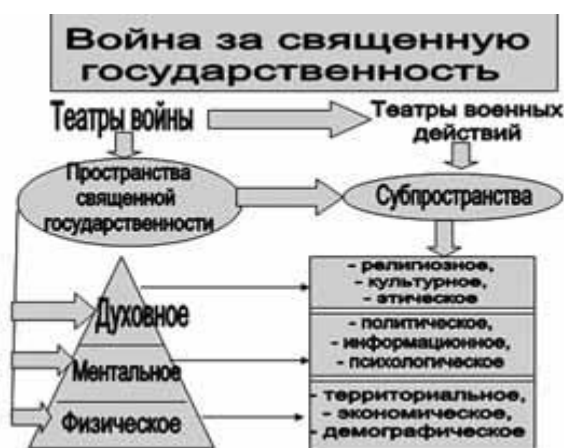 Война за священную
государственность
Театры войны
Театры военных
действий
Пространства
священной
государственности
Субпространства
Духовное
Ментальное
Физическое
- религиозное,
- культурное,
- этическое
- политическое,
- информационное,
- психологическое
- территориальное,
- экономическое,
- демографическое